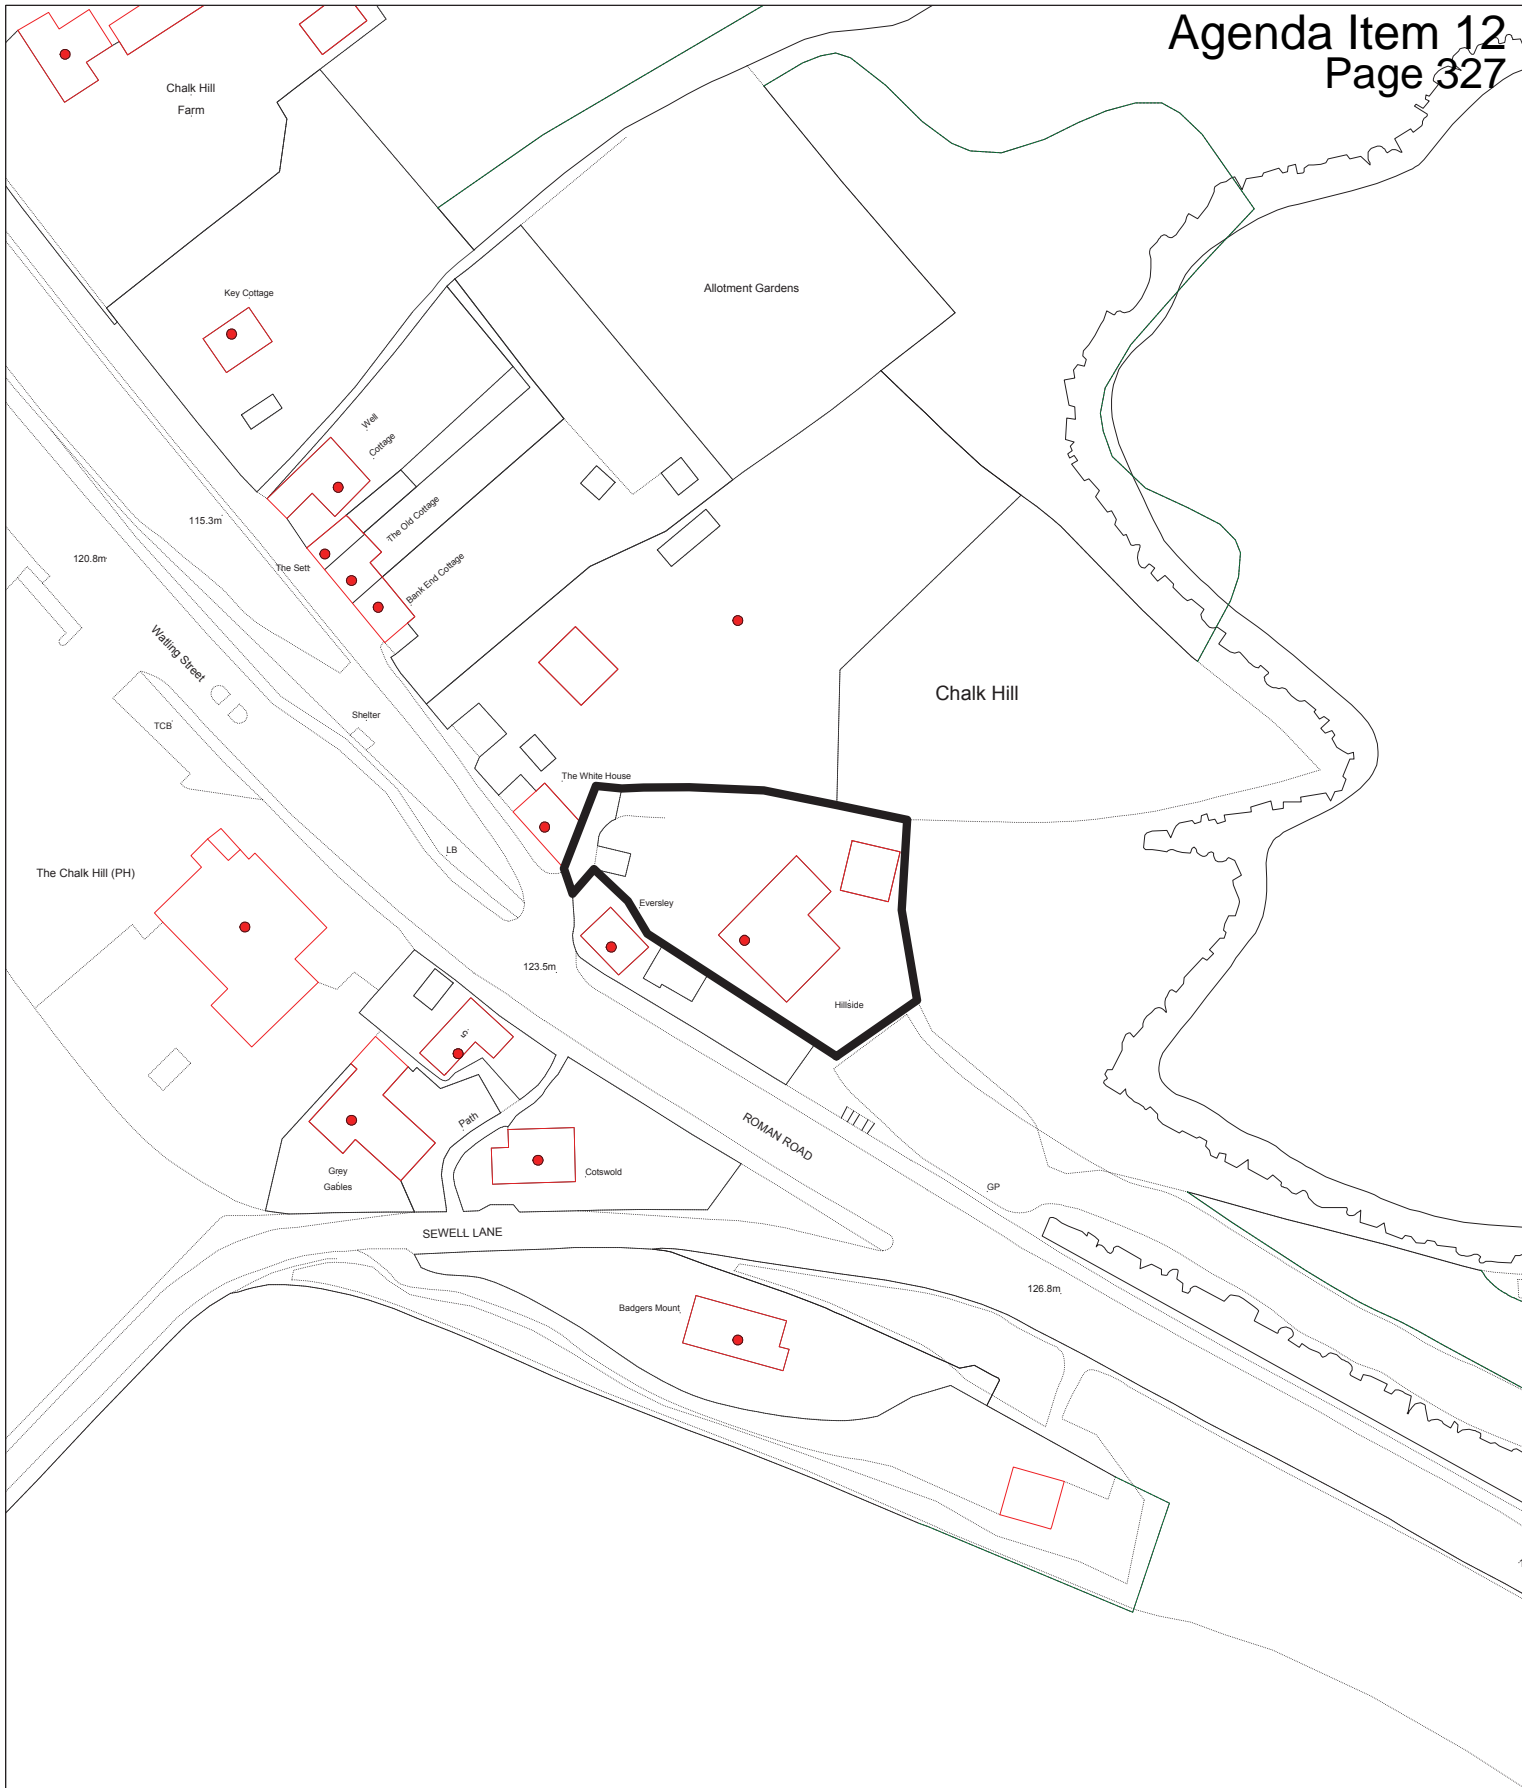 Agenda Item 12
Page 327
Chalk Hill
Farm
Key Cottage
Allotment Gardens
Well
Cottage
115.3m
The Old Cottage
120.8m
The Sett
Bank End Cottage
Watling Street
Chalk Hill
Shelter
TCB
The White House
LB
The Chalk Hill (PH)
Eversley
123.5m
Hillside
5
Path
ROMAN ROAD
Grey
Gables
Cotswold
GP
SEWELL LANE
126.8m
Badgers Mount